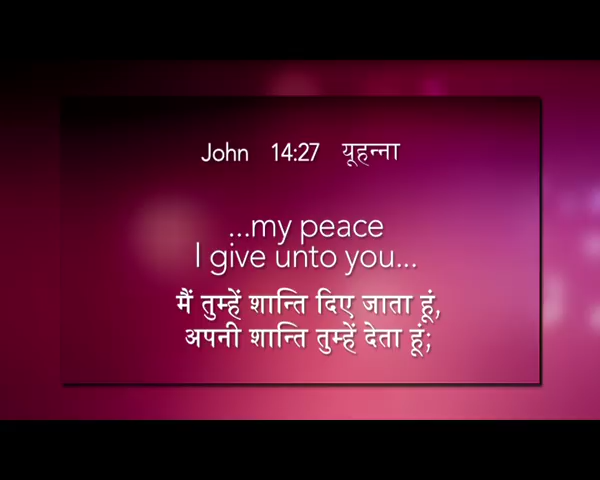 John 14:27 यूहन्ना
...my peace
I give unto you...
मैं तुम्हें शान्ति दिए जाता हूं,
अपनी शान्ति तुम्हें देता हूं;